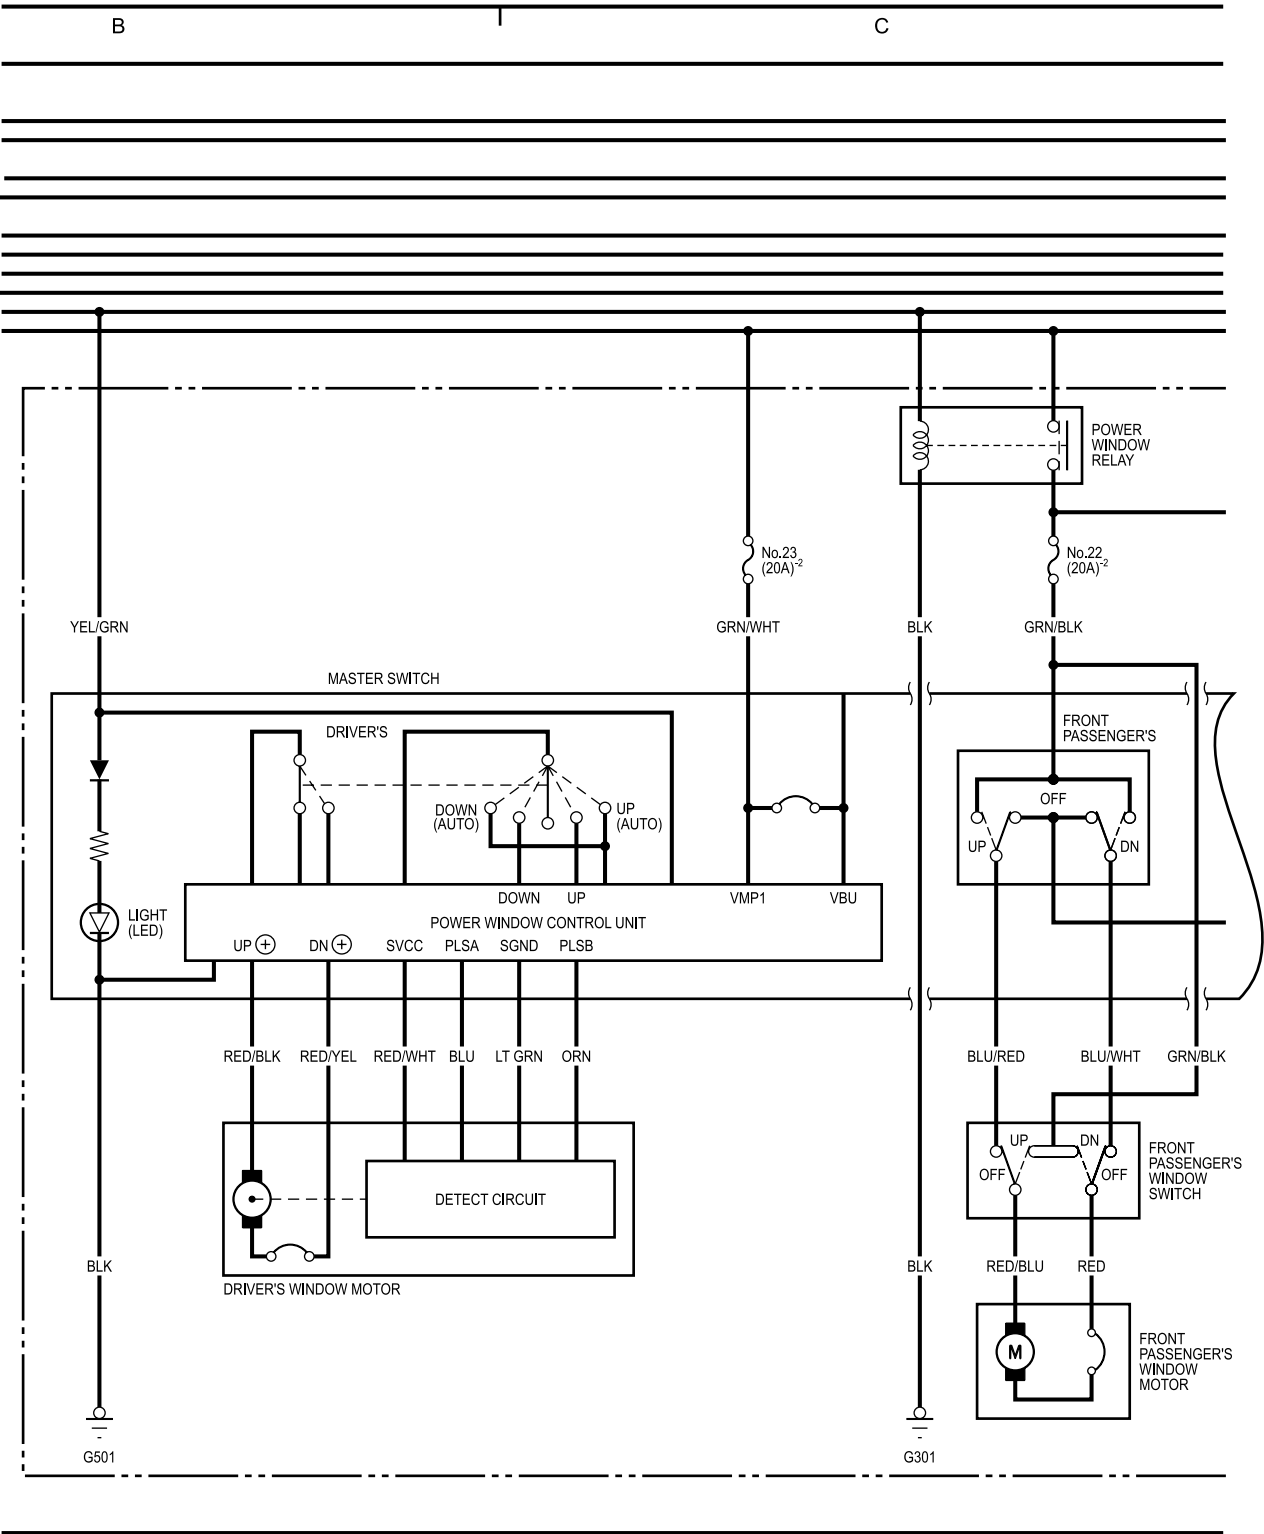 B
C
POWER
WINDOW
RELAY
No.23
(20A)-2
No.22
(20A)-2
YEL/GRN
GRN/WHT
BLK
GRN/BLK
MASTER SWITCH
DRIVER'S
FRONT
PASSENGER'S
OFF
DOWN
(AUTO)
UP
(AUTO)
UP
DN
DOWN
UP
VMP1
VBU
LIGHT
(LED)
POWER WINDOW CONTROL UNIT
UP +
DN +
SVCC
PLSA
SGND
PLSB
RED/BLK
RED/YEL
RED/WHT
BLU
LT GRN
ORN
BLU/RED
BLU/WHT
GRN/BLK
UP
DN
OFF
OFF
FRONT
PASSENGER'S
WINDOW
SWITCH
DETECT CIRCUIT
BLK
BLK
RED/BLU
RED
DRIVER'S WINDOW MOTOR
M
FRONT
PASSENGER'S
WINDOW
MOTOR
G501
G301